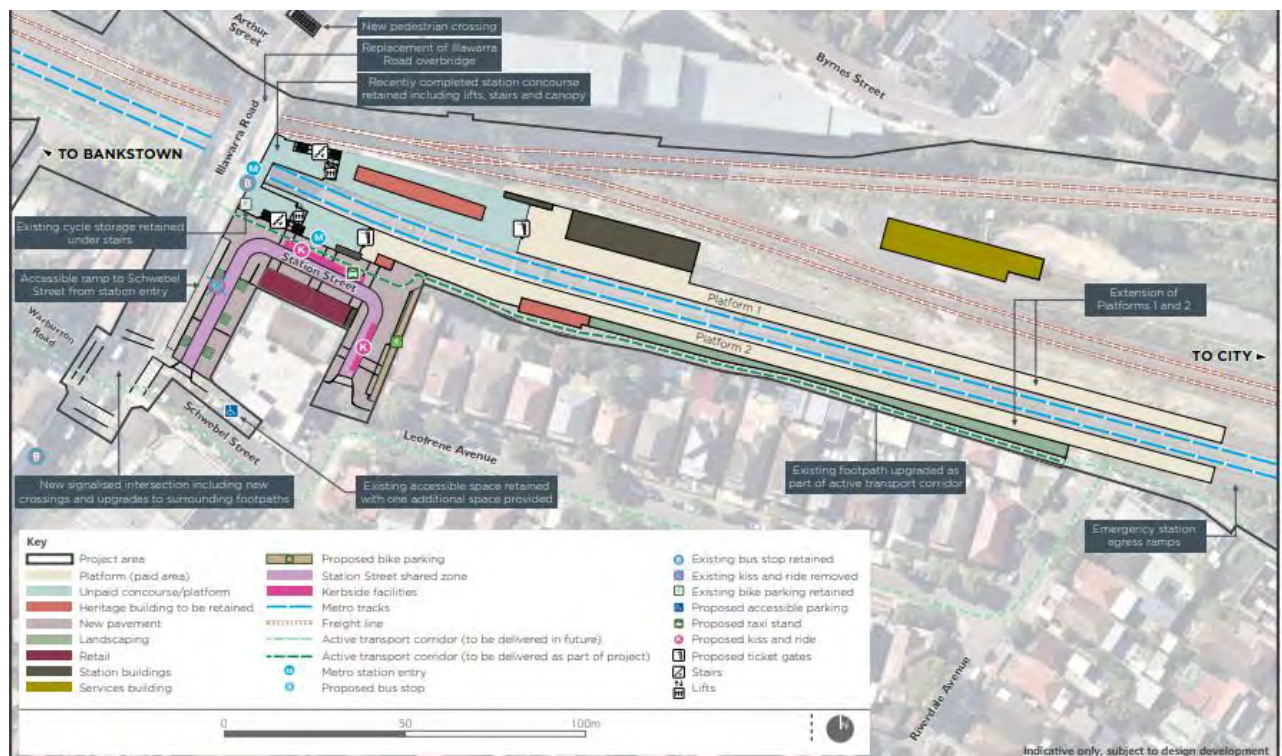 Arthur
Street
New pedestrian crossing
Replacement of Illawarra
Road overbridge
Recently completed station concourse
retained including lifts, stairs and canopy
Byrnes Street
Illawarra Road
TO BANKSTOWN
M
B
Existing cycle storage retained
under stairs
M
K
Station Street
Accessible ramp to Schwebel
Street from station entry
Warburton
Road
K
Platform 1
Platform 2
Extension of
Platforms 1 and 2
TO CITY
Schwebel Street
Leofrene Avenue
B
New signalised intersection including new
crossings and upgrades to surrounding footpaths
Existing accessible space retained
with one additional space provided
Existing footpath upgraded as
part of active transport corridor
Emergency station
egress ramps
Riverdale Avenue
Key
Project area
Platform (paid area)
Unpaid concourse/platform
Heritage building to be retained
New pavement
Landscaping
Retail
Station buildings
Services building
Proposed bike parking
Station Street shared zone
Kerbside facilities
Metro tracks
Freight line
Active transport corridor (to be delivered in future)
Active transport corridor (to be delivered as part of project)
M Metro station entry
Proposed bus stop
Existing bus stop retained
Existing kiss and ride removed
Existing bike parking retained
Proposed accessible parking
Proposed taxi stand
K Proposed kiss and ride
Proposed ticket gates
Stairs
Lifts
0 50 100m
N
Indicative only, subject to design development